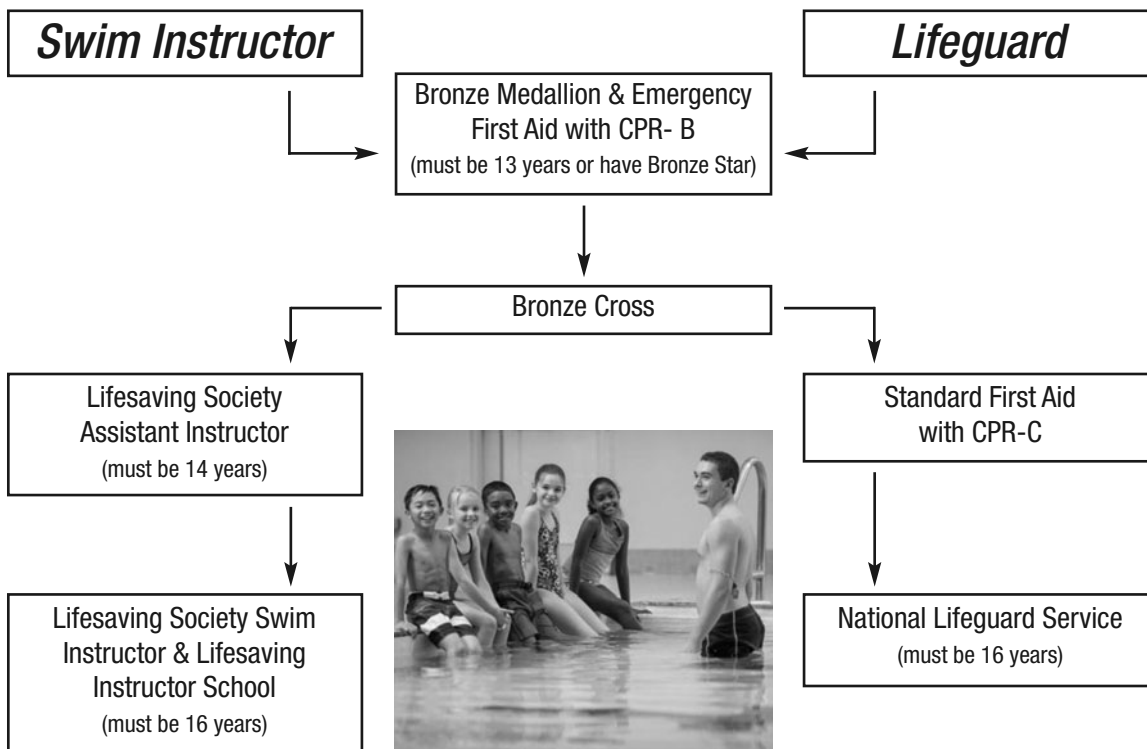 Swim Instructor
Lifeguard
Bronze Medallion & Emergency
First Aid with CPR- B
(must be 13 years or have Bronze Star)
Bronze Cross
Lifesaving Society
Assistant Instructor
(must be 14 years)
Standard First Aid
with CPR-C
Lifesaving Society Swim
Instructor & Lifesaving
Instructor School
(must be 16 years)
National Lifeguard Service
(must be 16 years)